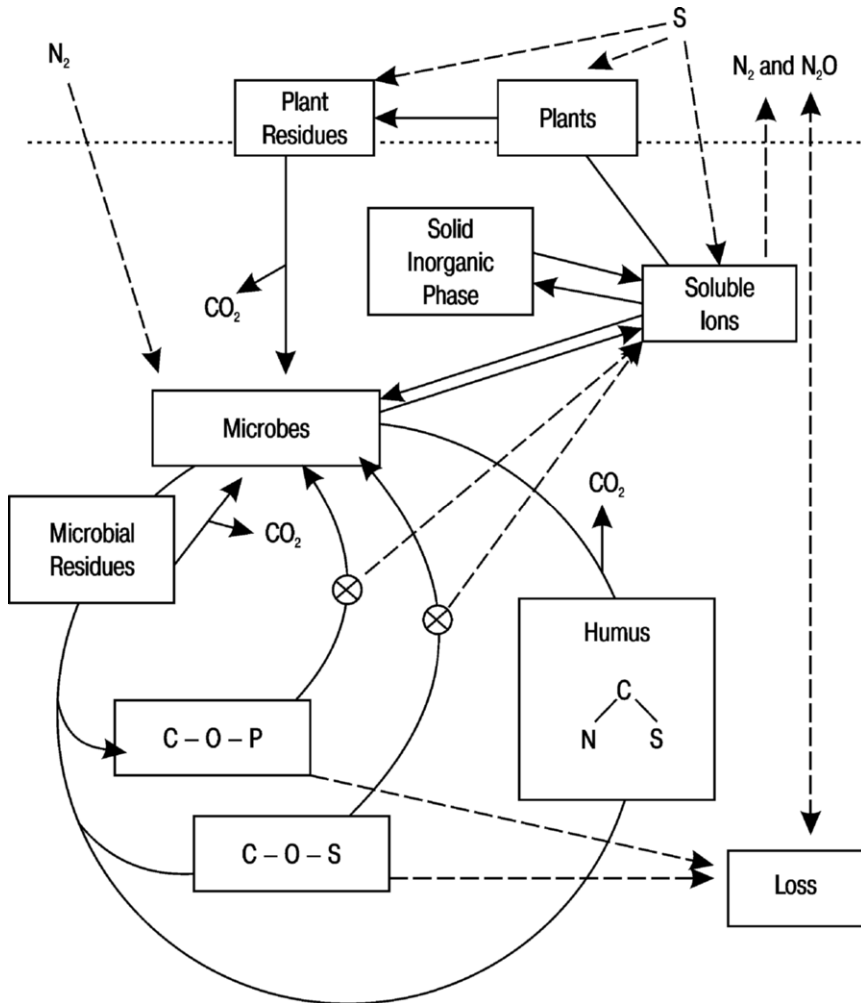 S
N₂
N₂ and N₂O
Plant
Residues
Plants
Solid
Inorganic
Phase
Soluble
Ions
CO₂
Microbes
CO₂
Microbial
Residues
CO₂
Humus
C
N S
C – O – P
C – O – S
Loss